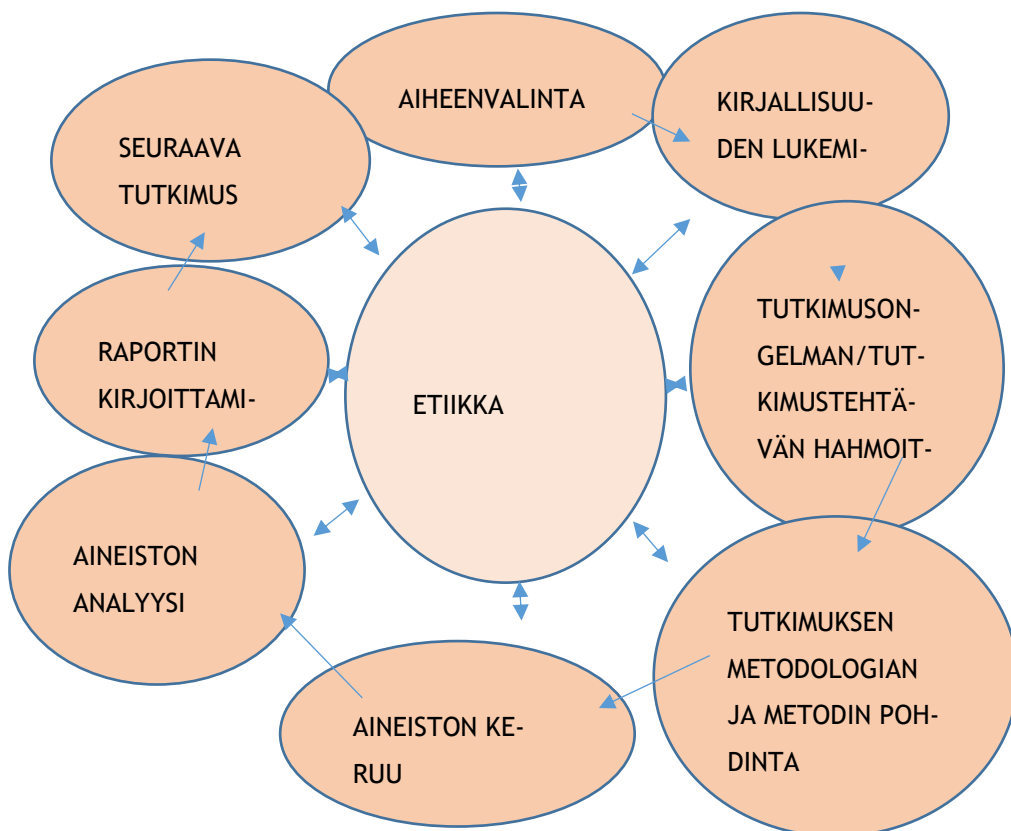 AIHEENVALINTA
KIRJALLISUU-
DEN LUKEMI-
TUTKIMUSON-
GELMAN/TUT-
KIMUSTEHTÄ-
VÄN HAHMOIT-
TUTKIMUKSEN
METODOLOGIAN
JA METODIN POH-
DINTA
AINEISTON KE-
RUU
AINEISTON
ANALYYSI
RAPORTIN
KIRJOITTAMI-
SEURAAVA
TUTKIMUS
ETIIKKA